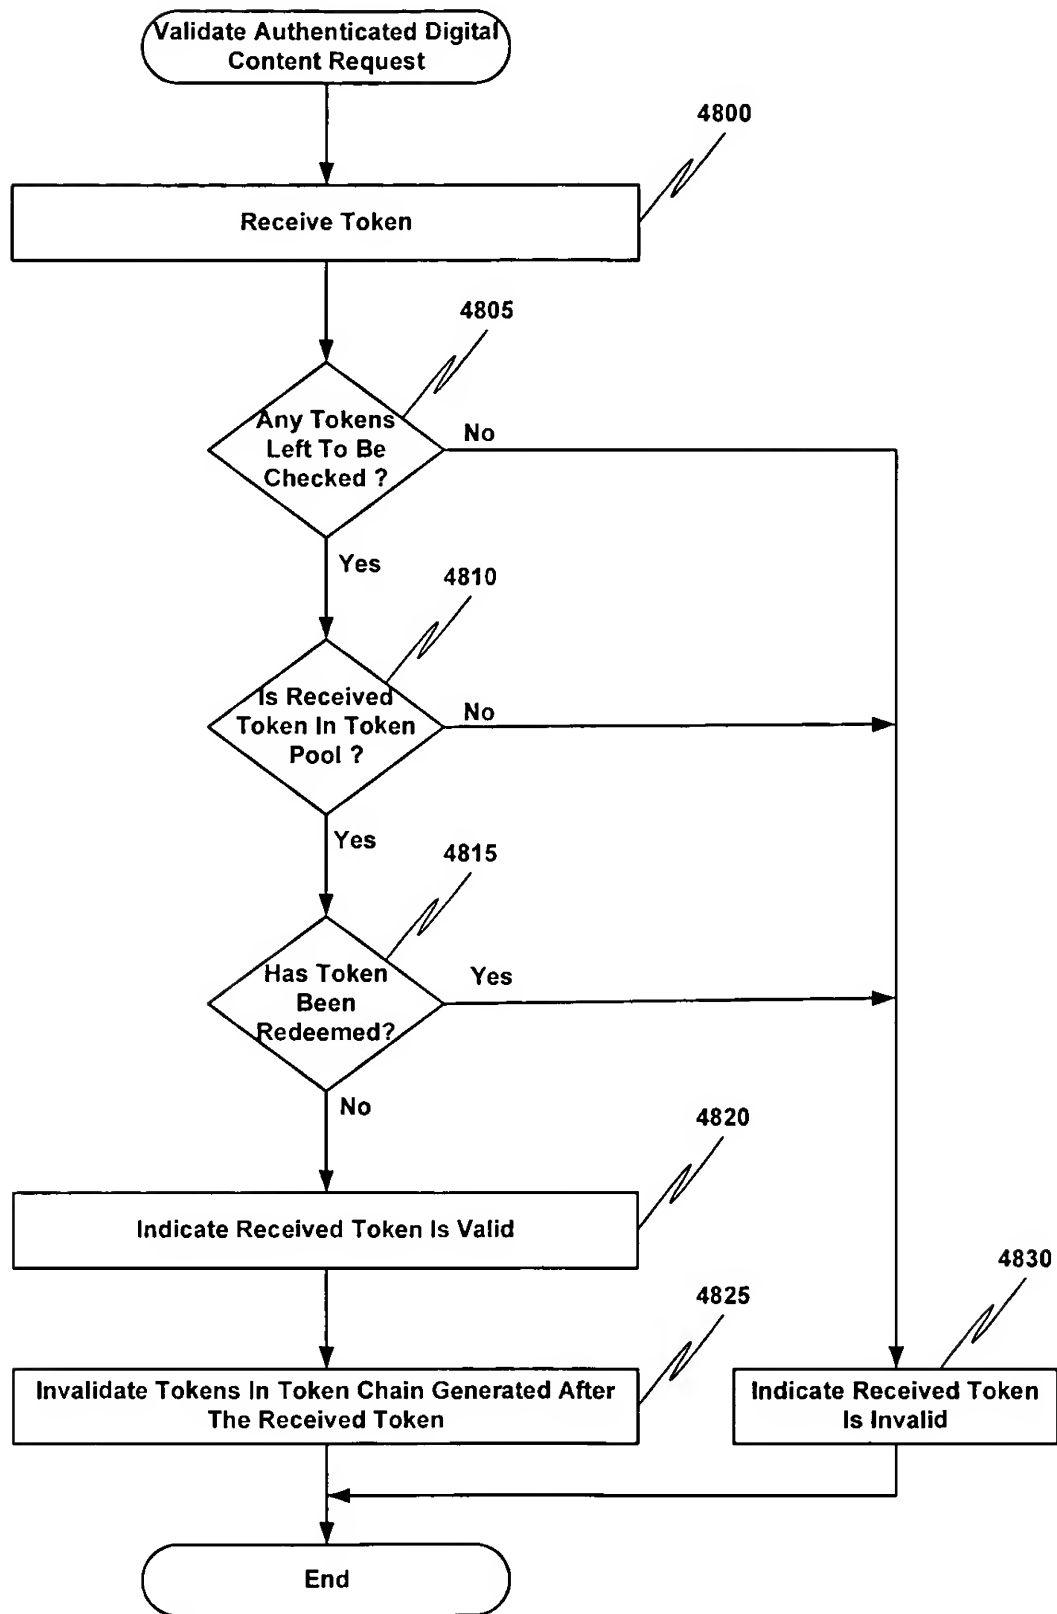 Validate Authenticated Digital
Content Request
4800
Receive Token
4805
Any Tokens
Left To Be
Checked ?
No
Yes
4810
Is Received
Token In Token
Pool ?
No
Yes
4815
Has Token
Been
Redeemed?
Yes
No
4820
Indicate Received Token Is Valid
4825
Invalidate Tokens In Token Chain Generated After
The Received Token
4830
Indicate Received Token
Is Invalid
End